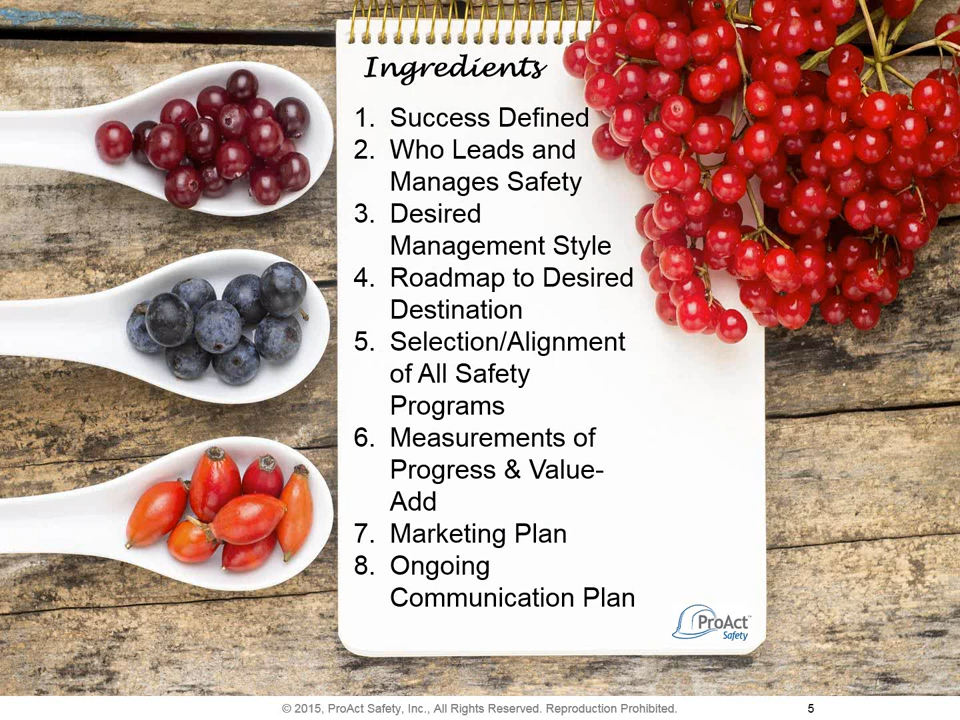 Ingredients
1. Success Defined
2. Who Leads and
Manages Safety
3. Desired
Management Style
4. Roadmap to Desired
Destination
5. Selection/Alignment
of All Safety
Programs
6. Measurements of
Progress & Value-
Add
7. Marketing Plan
8. Ongoing
Communication Plan
ProAct™
Safety
© 2015, ProAct Safety, Inc., All Rights Reserved. Reproduction Prohibited. 5